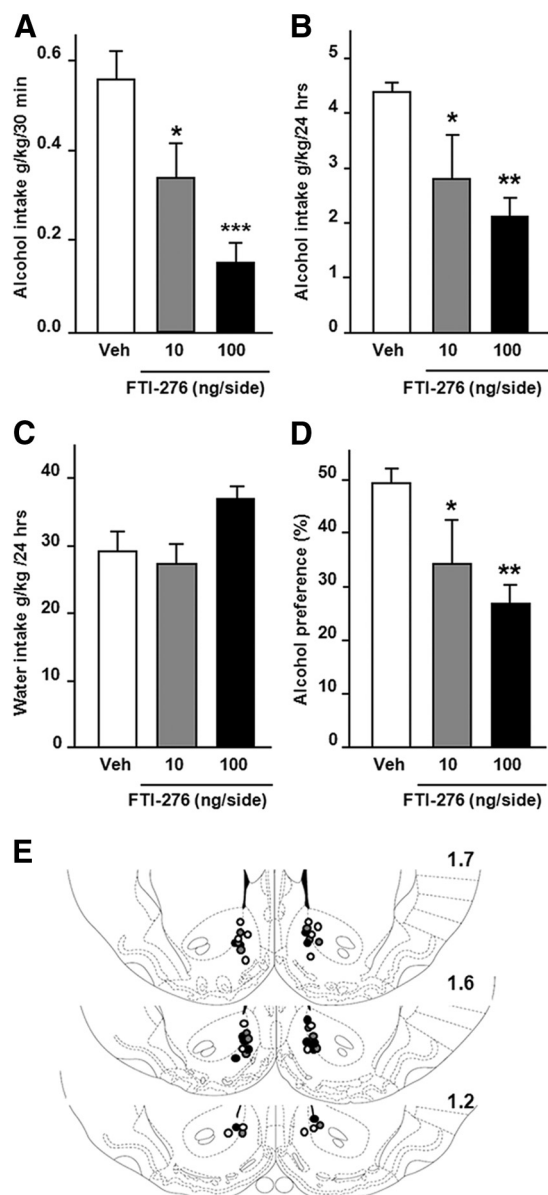 A
Alcohol intake g/kg/30 min
0.6
0.4
0.2
0.0
*
***
Veh
10
100
FTI-276 (ng/side)
B
Alcohol intake g/kg/24 hrs
5
4
3
2
1
0
*
**
Veh
10
100
FTI-276 (ng/side)
C
Water intake g/kg /24 hrs
40
30
20
10
0
Veh
10
100
FTI-276 (ng/side)
D
Alcohol preference (%)
50
40
30
20
10
0
*
**
Veh
10
100
FTI-276 (ng/side)
E
1.7
1.6
1.2